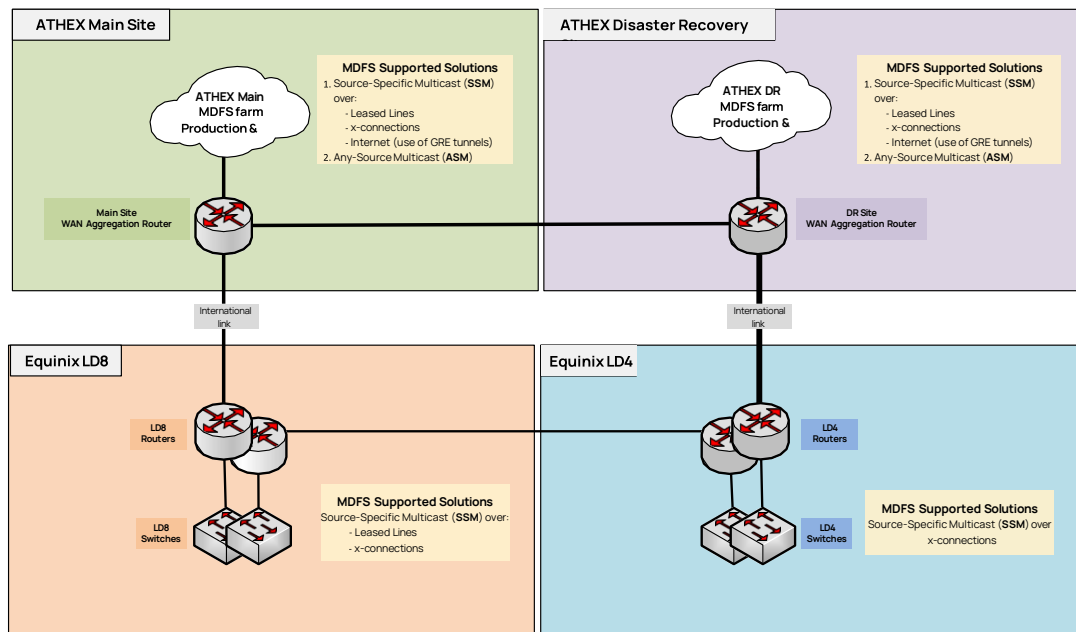 ATHEX Main Site
MDFS Supported Solutions
1. Source-Specific Multicast (SSM)
over:
- Leased Lines
- x-connections
- Internet (use of GRE tunnels)
2. Any-Source Multicast (ASM)
ATHEX Main
MDFS farm
Production &
Main Site
WAN Aggregation Router
ATHEX Disaster Recovery
MDFS Supported Solutions
1. Source-Specific Multicast (SSM)
over:
- Leased Lines
- x-connections
- Internet (use of GRE tunnels)
2. Any-Source Multicast (ASM)
ATHEX DR
MDFS farm
Production &
DR Site
WAN Aggregation Router
International
link
International
link
Equinix LD8
LD8
Routers
LD8
Switches
MDFS Supported Solutions
Source-Specific Multicast (SSM) over:
- Leased Lines
- x-connections
Equinix LD4
LD4
Routers
LD4
Switches
MDFS Supported Solutions
Source-Specific Multicast (SSM) over
x-connections